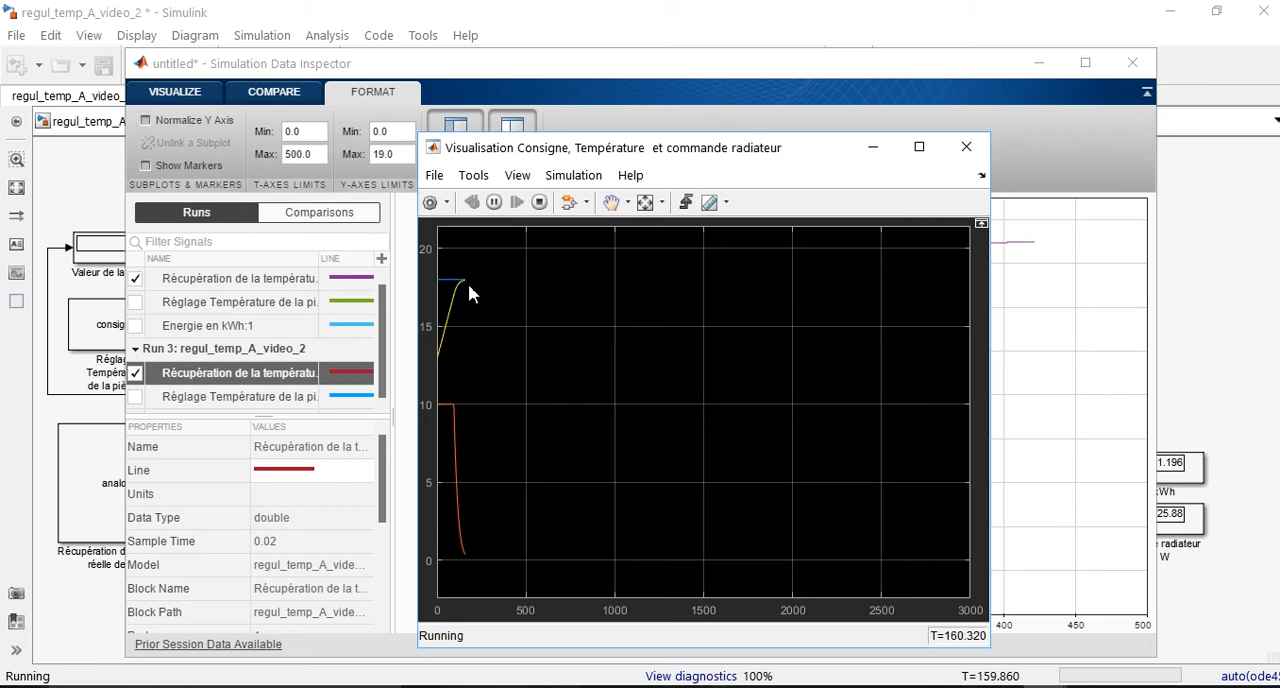 regul_temp_A_video_2 * - Simulink
File Edit View Display Diagram Simulation Analysis Code Tools Help
untitled* - Simulation Data Inspector
regul_temp_A_video_
VISUALIZE COMPARE FORMAT
regul_temp_A
Normalize Y Axis
Unlink a Subplot
Show Markers
Min: 0.0
Max: 500.0
Min: 0.0
Max: 19.0
SUBPLOTS & MARKERS T-AXES LIMITS Y-AXES LIMITS
Visualisation Consigne, Température et commande radiateur
File Tools View Simulation Help
Runs Comparisons
Filter Signals
NAME LINE
Récupération de la températu.
Réglage Température de la pi.
Energie en kWh:1
Run 3: regul_temp_A_video_2
Récupération de la températu.
Réglage Température de la pi.
PROPERTIES VALUES
Name Récupération de la t...
Line
Units
Data Type double
Sample Time 0.02
Model regul_temp_A_vide...
Block Name Récupération de la t...
Block Path regul_temp_A_vide...
Prior Session Data Available
Valeur de la
consig
Réglag
Tempéra
de la piè
analo
Récupération d
réelle de
20
15
10
5
0
0 500 1000 1500 2000 2500 3000
Running T=160.320
400 450 500
1.196
kWh
25.88
e radiateur
W
Running View diagnostics 100% T=159.860 auto(ode45